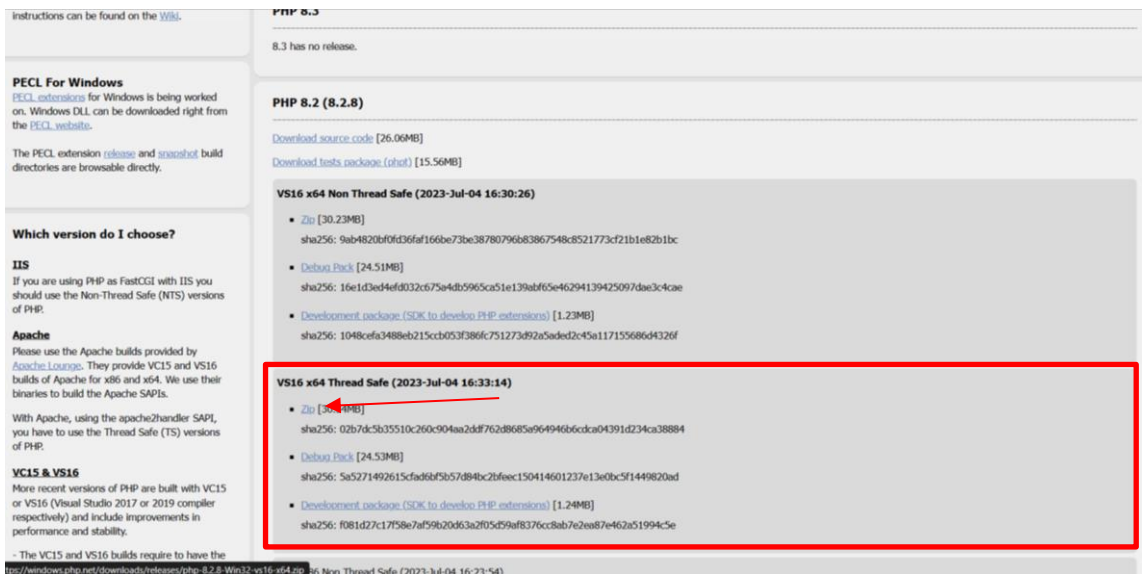 instructions can be found on the Wiki.
PECL For Windows
PECL extensions for Windows is being worked
on. Windows DLL can be downloaded right from
the PECL website.
The PECL extension release and snapshot build
directories are browsable directly.
Which version do I choose?
IIS
If you are using PHP as FastCGI with IIS you
should use the Non-Thread Safe (NTS) versions
of PHP.
Apache
Please use the Apache builds provided by
Apache Lounge. They provide VC15 and VS16
builds of Apache for x86 and x64. We use their
binaries to build the Apache SAPIs.
With Apache, using the apache2handler SAPI,
you have to use the Thread Safe (TS) versions
of PHP.
VC15 & VS16
More recent versions of PHP are built with VC15
or VS16 (Visual Studio 2017 or 2019 compiler
respectively) and include improvements in
performance and stability.
- The VC15 and VS16 builds require to have the
tps://windows.php.net/downloads/releases/php-8.2.8-Win32-vs16-x64.zip
PHP 8.3
8.3 has no release.
PHP 8.2 (8.2.8)
Download source code [26.06MB]
Download tests package (phpt) [15.56MB]
VS16 x64 Non Thread Safe (2023-Jul-04 16:30:26)
Zip [30.23MB]
sha256: 9ab4820bf0fd36faf166be73be38780796b83867548c8521773cf21b1e82b1bc
Debug Pack [24.51MB]
sha256: 16e1d3ed4efd032c675a4db5965ca51e139abf65e46294139425097dae3c4cae
Development package (SDK to develop PHP extensions) [1.23MB]
sha256: 1048cefa3488eb215ccb053f386fc751273d92a5aded2c45a117155686d4326f
VS16 x64 Thread Safe (2023-Jul-04 16:33:14)
Zip
sha256: 02b7dc5b35510c260c904aa2ddf762d8685a964946b6cdca04391d234ca38884
Debug Pack [24.53MB]
sha256: 5a5271492615cfad6bf5b57d84bc2bfeec150414601237e13e0bc5f1449820ad
Development package (SDK to develop PHP extensions) [1.24MB]
sha256: f081d27c17f58e7af59b20d63a2f05d59af8376cc8ab7e2ea87e462a51994c5e
86 Non Thread Safe (2023-Jul-04 16:23:54)